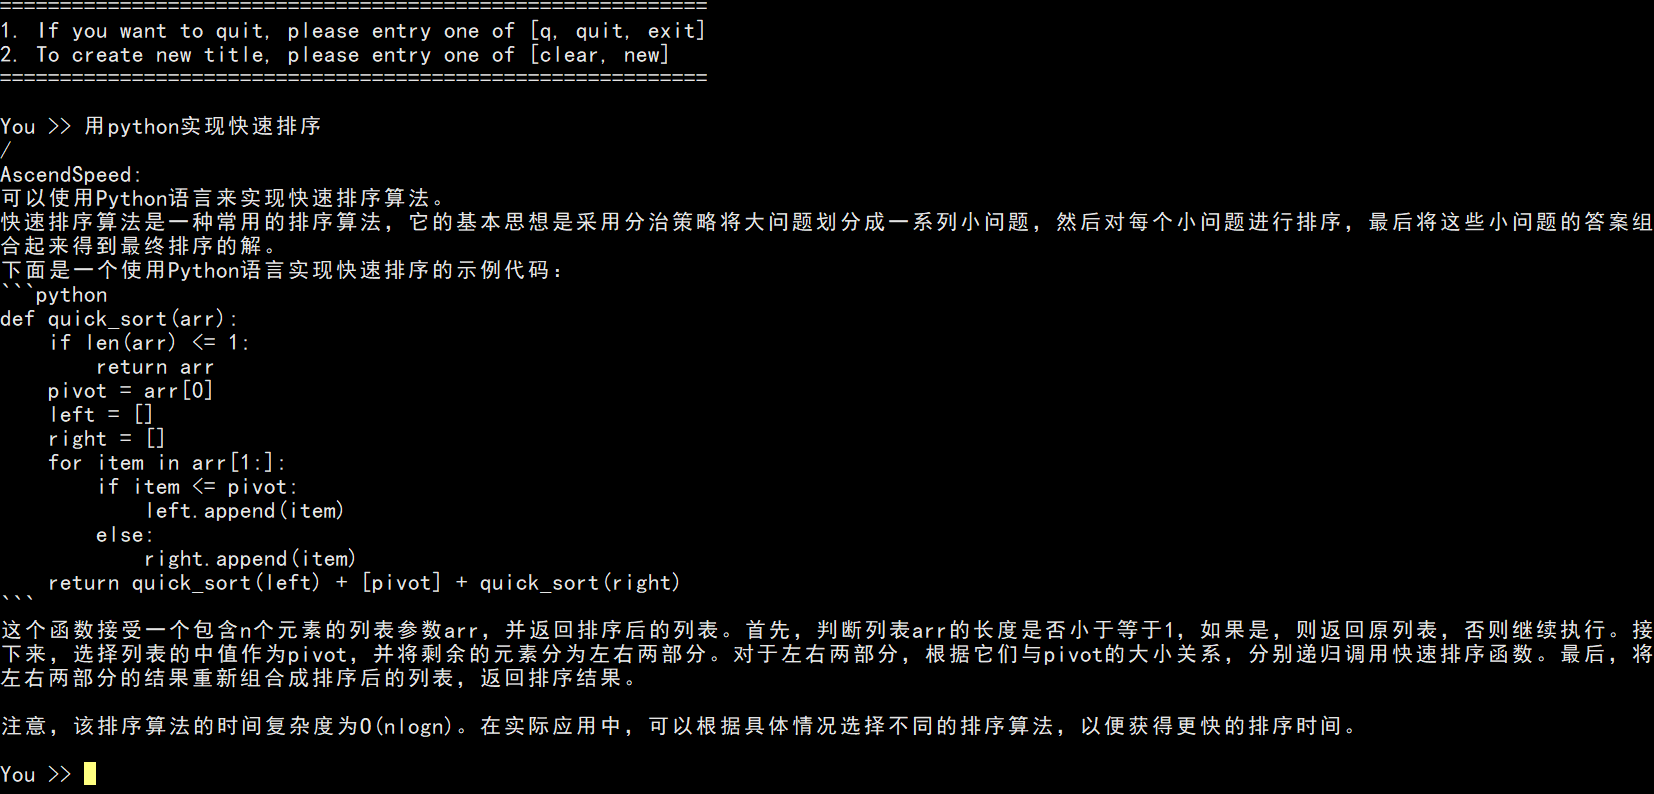 ===========================================================
1. If you want to quit, please entry one of [q, quit, exit]
2. To create new title, please entry one of [clear, new]
===========================================================
You >> 用python实现快速排序
/
AscendSpeed:
可以使用Python语言来实现快速排序算法。
快速排序算法是一种常用的排序算法，它的基本思想是采用分治策略将大问题划分成一系列小问题，然后对每个小问题进行排序，最后将这些小问题的答案组
合起来得到最终排序的解。
下面是一个使用Python语言实现快速排序的示例代码：
```python
def quick_sort(arr):
    if len(arr) <= 1:
        return arr
    pivot = arr[0]
    left = []
    right = []
    for item in arr[1:]:
        if item <= pivot:
            left.append(item)
        else:
            right.append(item)
    return quick_sort(left) + [pivot] + quick_sort(right)
```
这个函数接受一个包含n个元素的列表参数arr，并返回排序后的列表。首先，判断列表arr的长度是否小于等于1，如果是，则返回原列表，否则继续执行。接
下来，选择列表的中值作为pivot，并将剩余的元素分为左右两部分。对于左右两部分，根据它们与pivot的大小关系，分别递归调用快速排序函数。最后，将
左右两部分的结果重新组合成排序后的列表，返回排序结果。
注意，该排序算法的时间复杂度为O(nlogn)。在实际应用中，可以根据具体情况选择不同的排序算法，以便获得更快的排序时间。
You >>